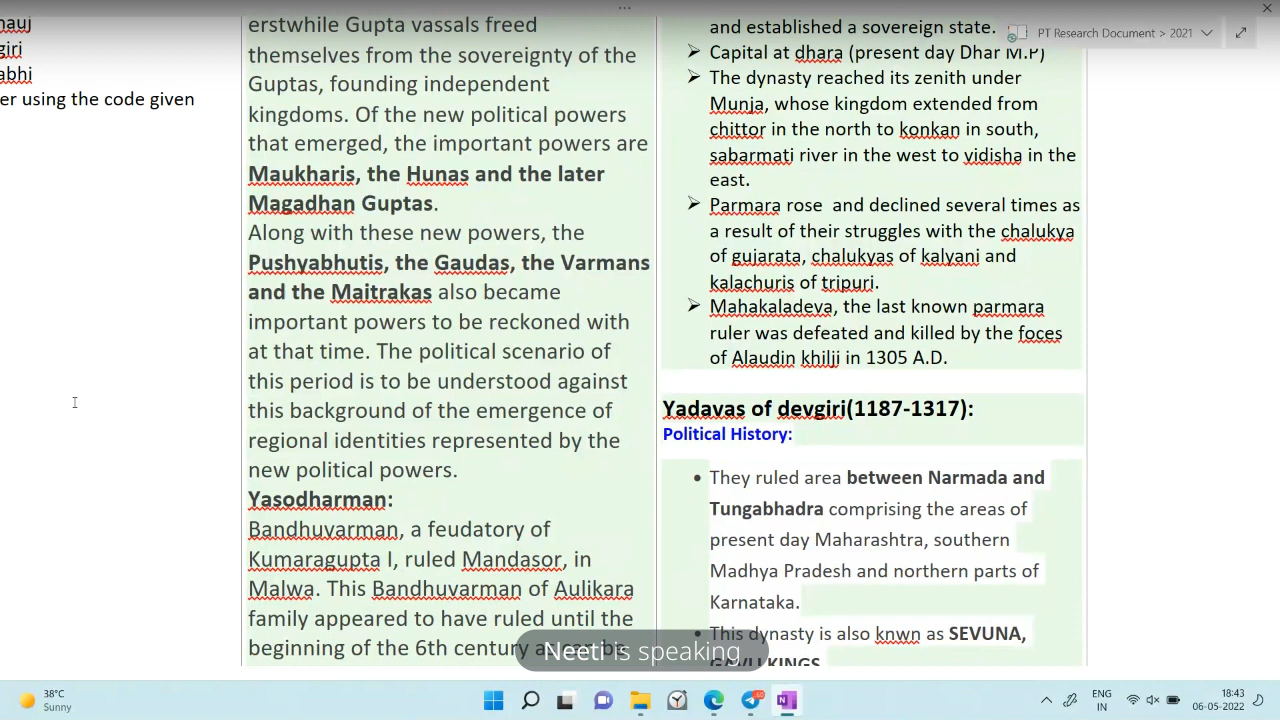 PT Research Document > 2021
nauj
giri
abhi
er using the code given
erstwhile Gupta vassals freed
themselves from the sovereignty of the
Guptas, founding independent
kingdoms. Of the new political powers
that emerged, the important powers are
Maukharis, the Hunas and the later
Magadhan Guptas.
Along with these new powers, the
Pushyabhutis, the Gaudas, the Varmans
and the Maitrakas also became
important powers to be reckoned with
at that time. The political scenario of
this period is to be understood against
this background of the emergence of
regional identities represented by the
new political powers.
Yasodharman:
Bandhuvarman, a feudatory of
Kumaragupta I, ruled Mandasor, in
Malwa. This Bandhuvarman of Aulikara
family appeared to have ruled until the
beginning of the 6th century
and established a sovereign state.
➢ Capital at dhara (present day Dhar M.P)
➢ The dynasty reached its zenith under
Munja, whose kingdom extended from
chittor in the north to konkan in south,
sabarmati river in the west to vidisha in the
east.
➢ Parmara rose and declined several times as
a result of their struggles with the chalukya
of gujarata, chalukyas of kalyani and
kalachuris of tripuri.
➢ Mahakaladeva, the last known parmara
ruler was defeated and killed by the foces
of Alaudin khilji in 1305 A.D.
Yadavas of devgiri(1187-1317):
Political History:
• They ruled area between Narmada and
Tungabhadra comprising the areas of
present day Maharashtra, southern
Madhya Pradesh and northern parts of
Karnataka.
• This dynasty is also knwn as SEVUNA,
GAVLI KINGS
Neeti is speaking
38°C
Sunny
ENG
IN
18:43
06-05-2022